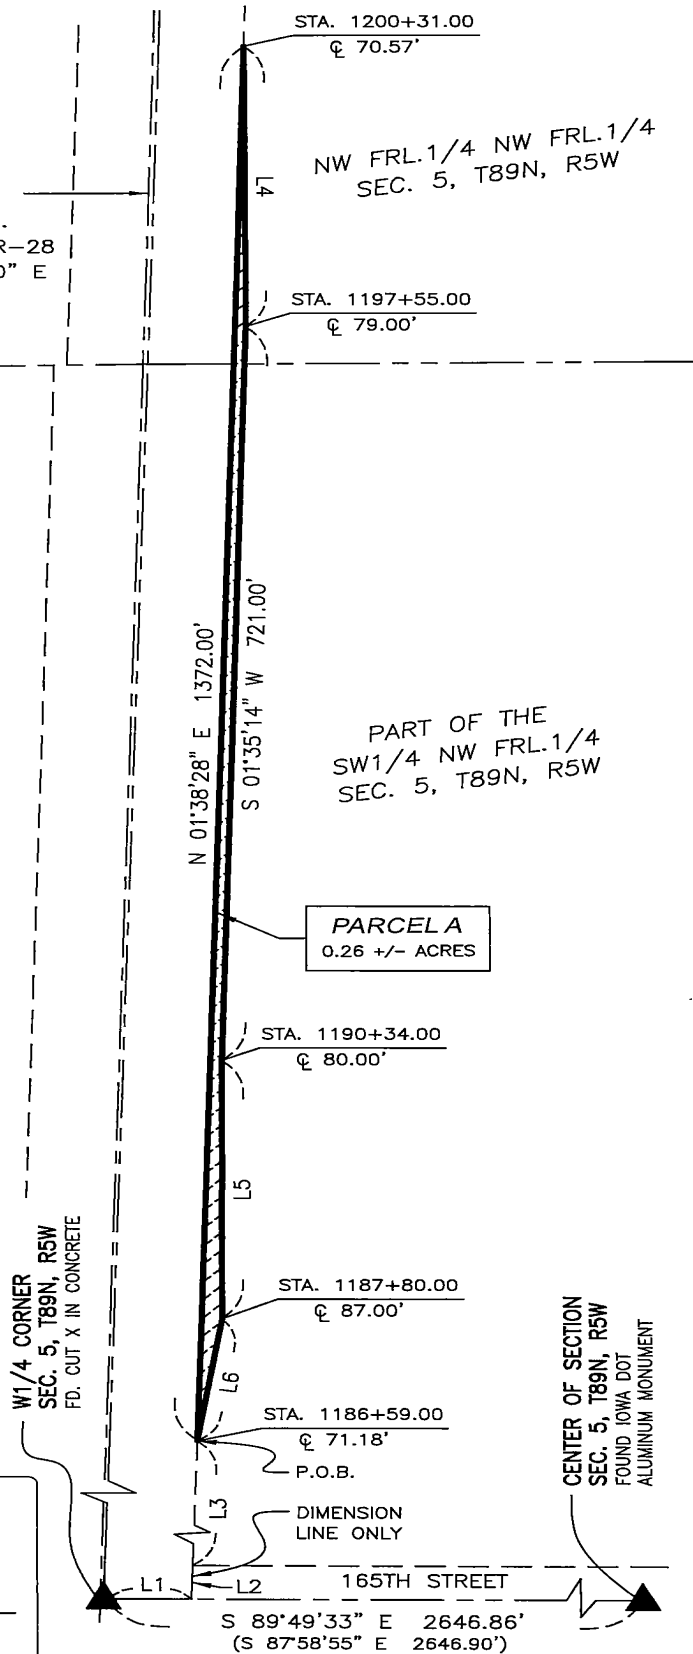 STA. 1200+31.00
℄ 70.57'
NW FRL.1/4 NW FRL.1/4
SEC. 5, T89N, R5W
L4
R-28
0" E
STA. 1197+55.00
℄ 79.00'
N 01°38'28" E 1372.00'
S 01°35'14" W 721.00'
PART OF THE
SW1/4 NW FRL.1/4
SEC. 5, T89N, R5W
PARCEL A
0.26 +/- ACRES
STA. 1190+34.00
℄ 80.00'
L5
STA. 1187+80.00
℄ 87.00'
L6
STA. 1186+59.00
℄ 71.18'
P.O.B.
W1/4 CORNER
SEC. 5, T89N, R5W
FD. CUT X IN CONCRETE
CENTER OF SECTION
SEC. 5, T89N, R5W
FOUND IOWA DOT
ALUMINUM MONUMENT
L3
DIMENSION
LINE ONLY
L1
L2
165TH STREET
S 89°49'33" E 2646.86'
(S 87°58'55" E 2646.90')